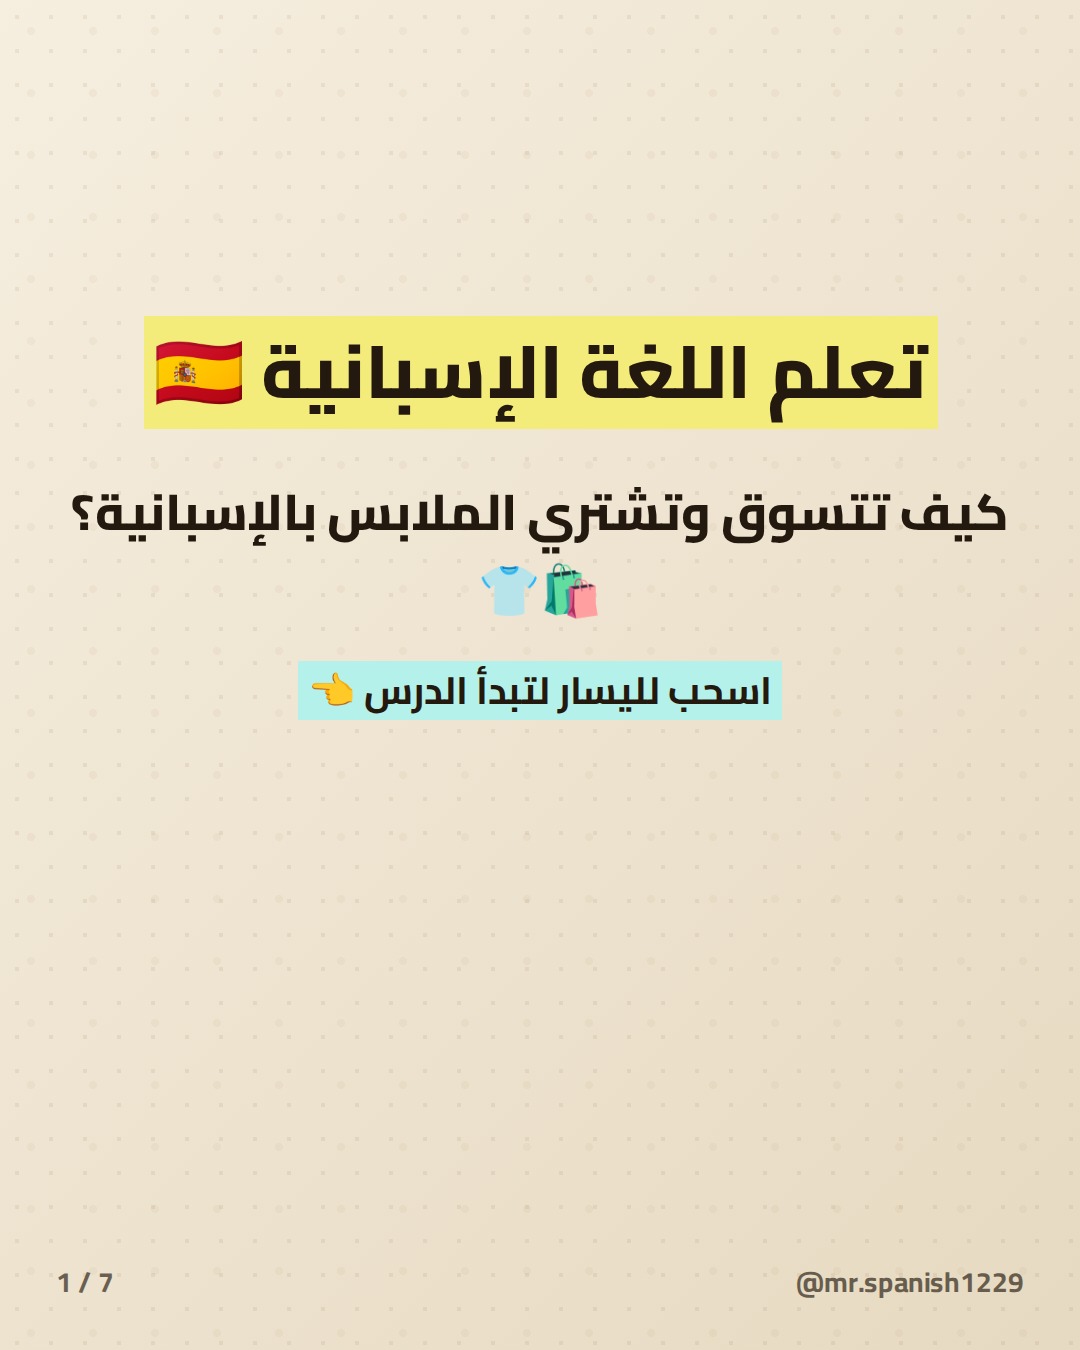 تعلم اللغة الإسبانية 🇪🇸
كيف تتسوق وتشتري الملابس بالإسبانية؟
🛍️👕
اسحب لليسار لتبدأ الدرس 👈
1 / 7
@mr.spanish1229